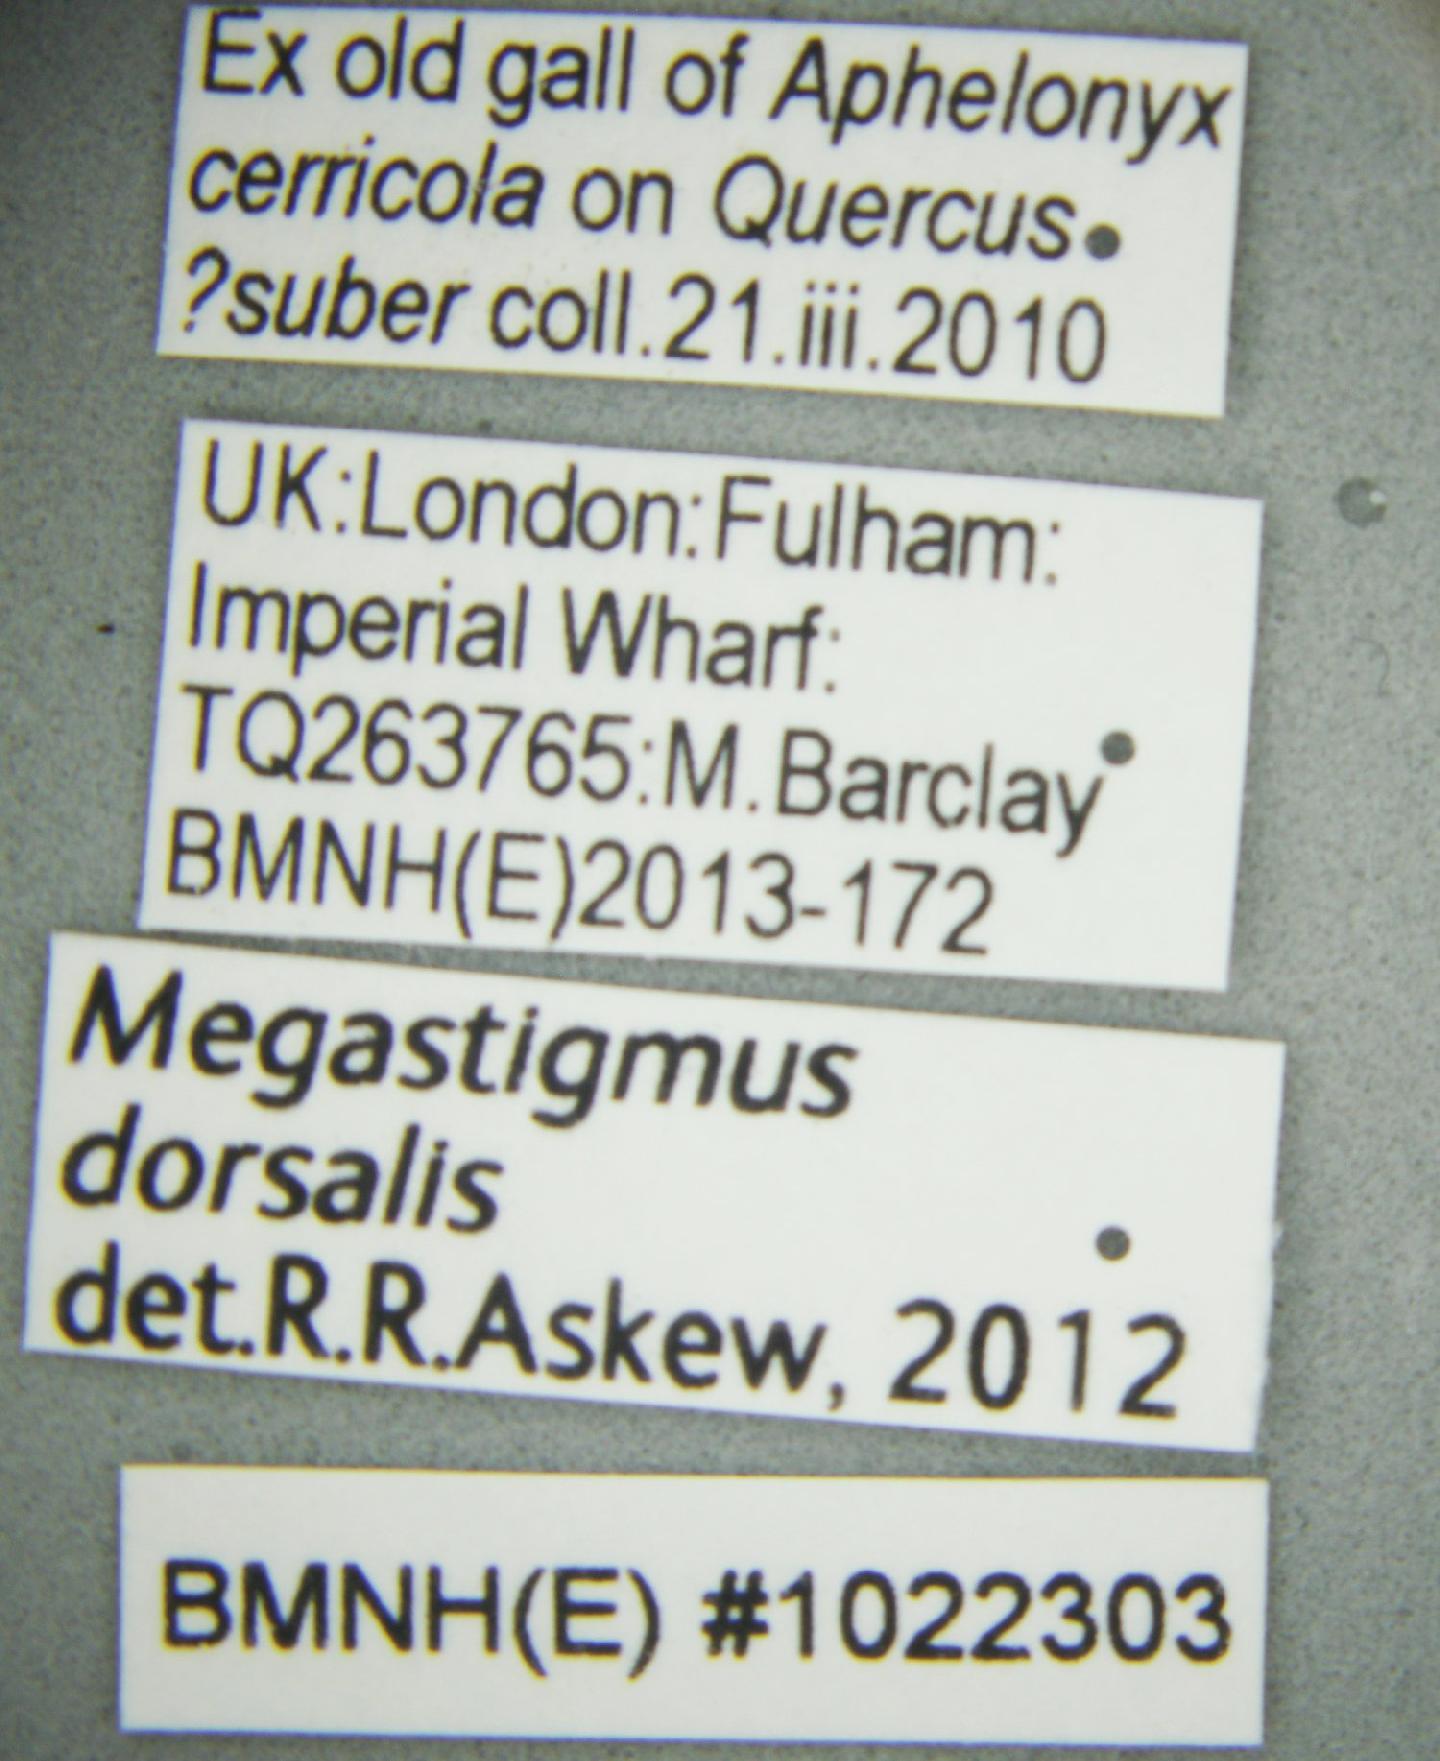 Ex old gall of Aphelonyx
cerricola on Quercus
?suber coll.21.iii.2010
UK:London:Fulham:
Imperial Wharf:
TQ263765:M.Barclay
BMNH(E)2013-172
Megastigmus
dorsalis
det.R.R.Askew, 2012
BMNH(E) #1022303